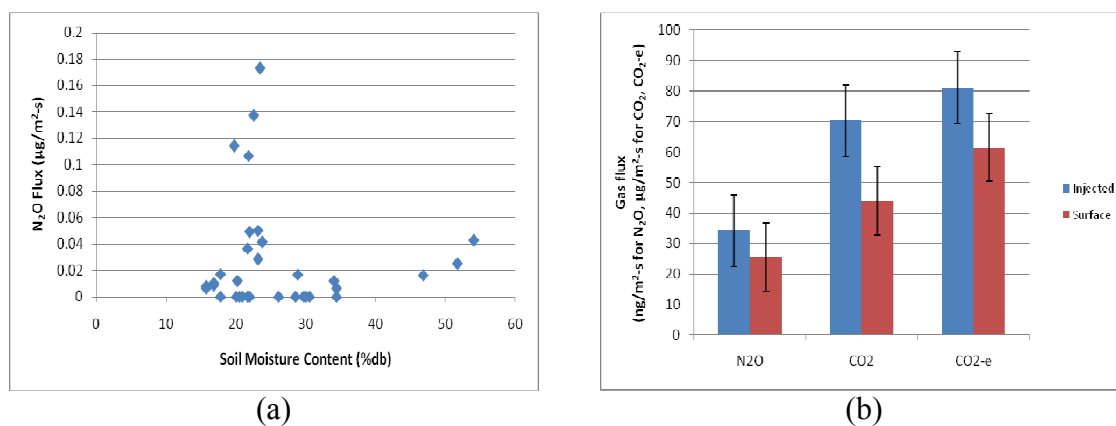 0.2
0.18
0.16
0.14
0.12
0.1
0.08
0.06
0.04
0.02
0
N₂O Flux (µg/m²-s)
0 10 20 30 40 50 60
Soil Moisture Content (%db)
(a)
100
90
80
70
60
50
40
30
20
10
0
Gas flux
(ng/m²-s for N₂O, µg/m²-s for CO₂, CO₂-e)
N2O CO2 CO2-e
Injected
Surface
(b)